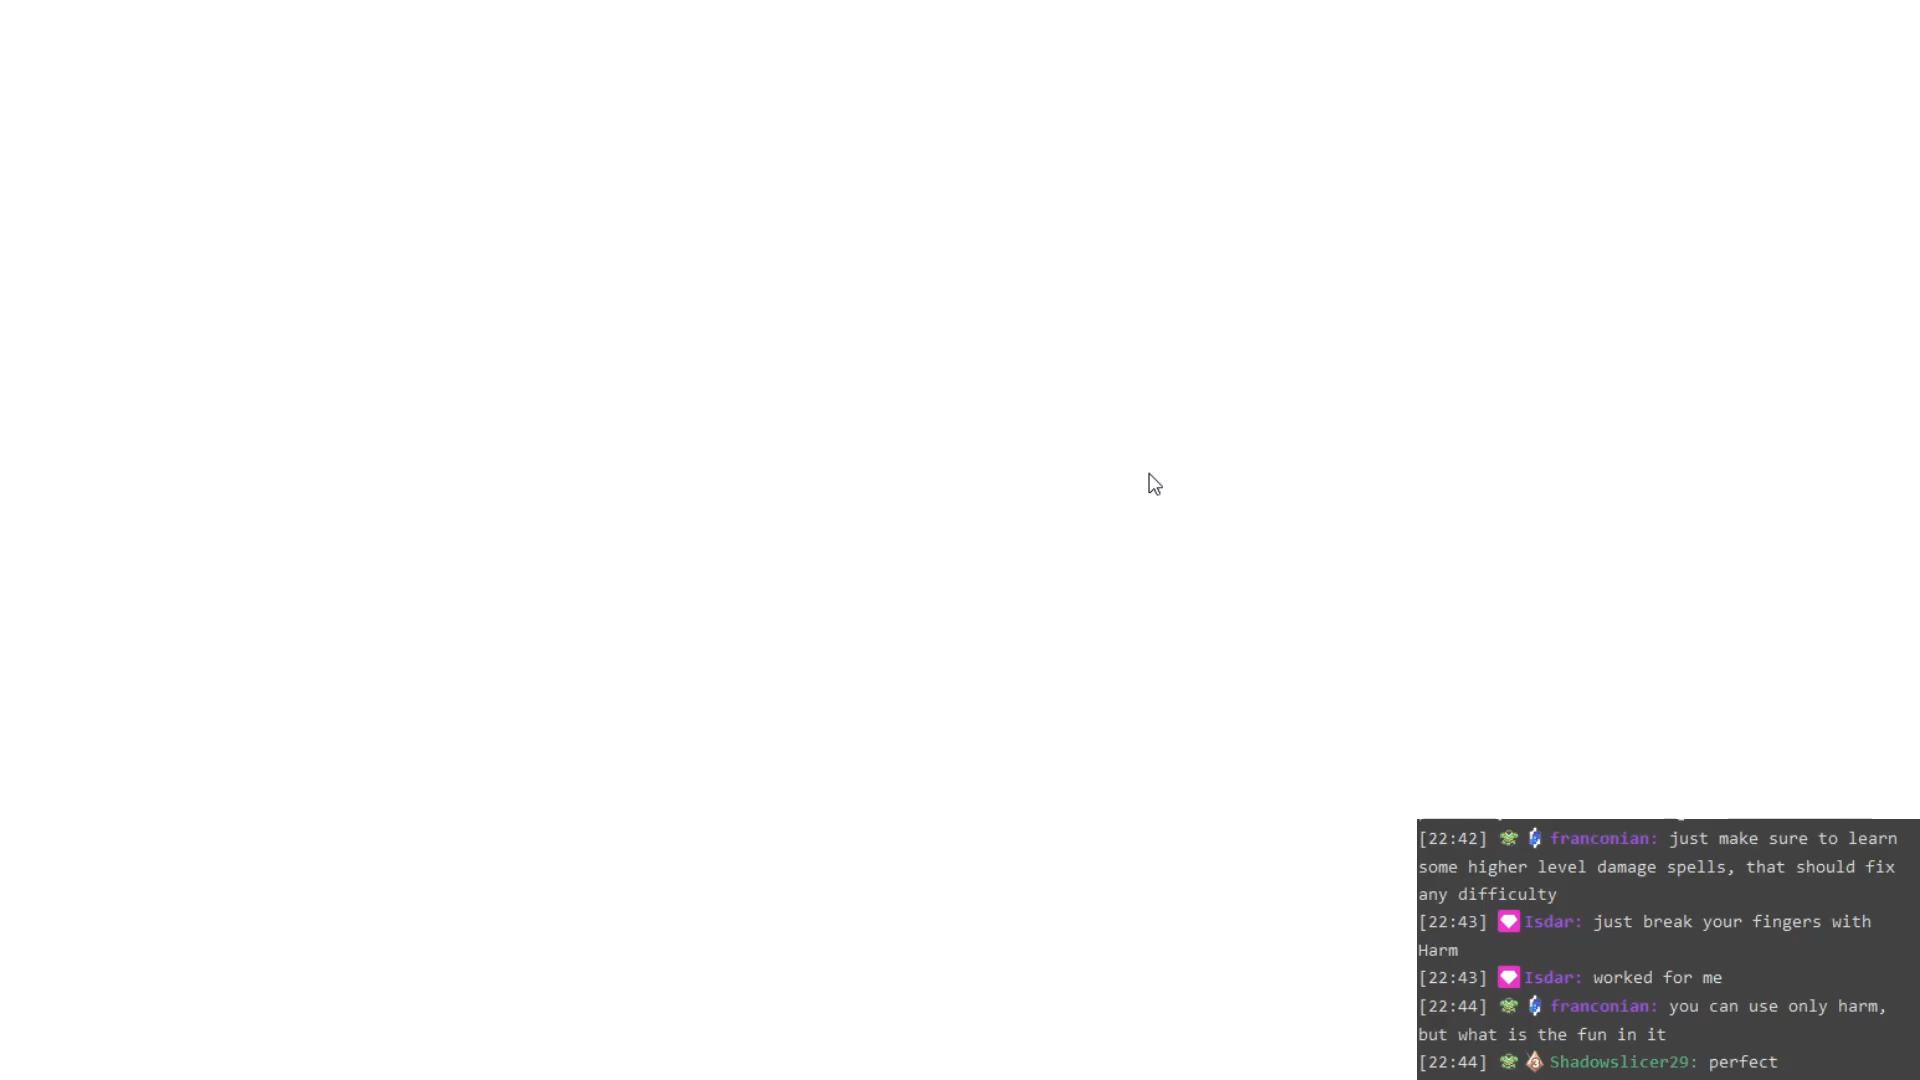 [22:42] franconian: just make sure to learn
some higher level damage spells, that should fix
any difficulty
[22:43] Isdar: just break your fingers with
Harm
[22:43] Isdar: worked for me
[22:44] franconian: you can use only harm,
but what is the fun in it
[22:44] 3 Shadowslicer29: perfect